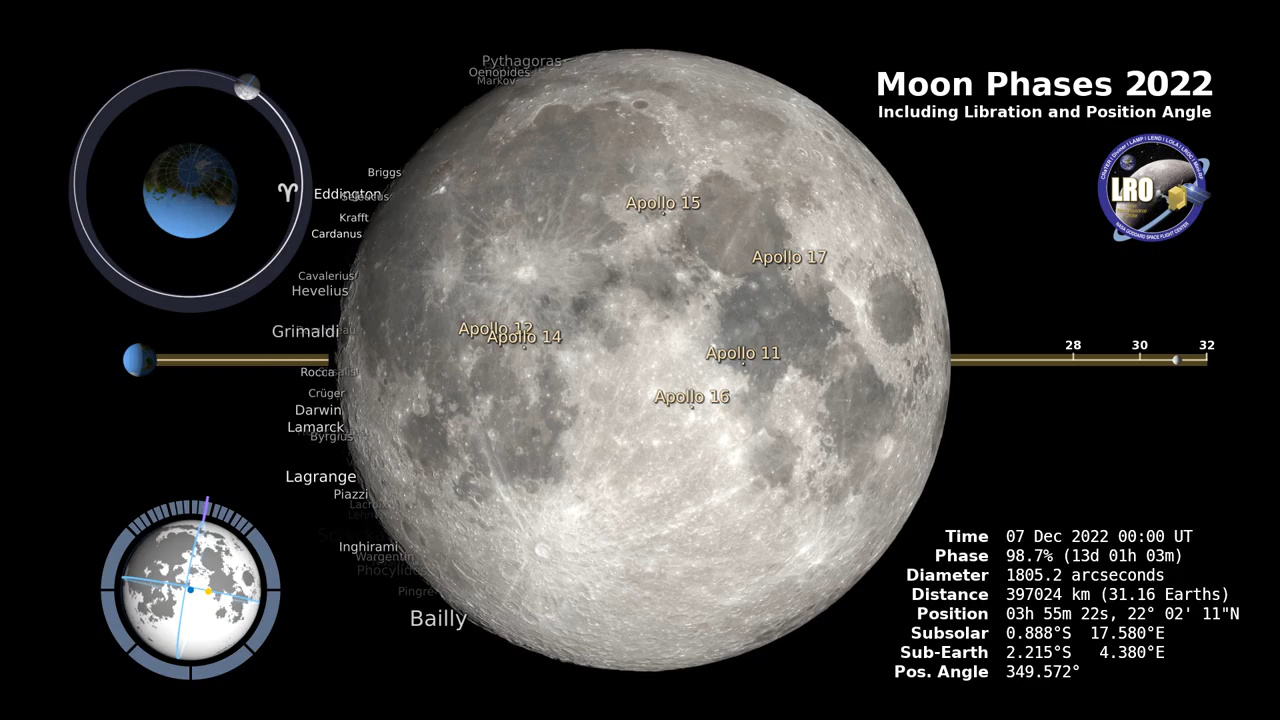 Moon Phases 2022
Including Libration and Position Angle
LRO
Pythagoras
Oenopides
Markov
Briggs
Eddington
Seleucus
Krafft
Cardanus
Cavalerius
Hevelius
Grimaldi
Rocca
Crüger
Darwin
Lamarck
Byrgius
Lagrange
Piazzi
Inghirami
Wargentin
Phocylides
Pingre
Bailly
Apollo 15
Apollo 17
Apollo 12
Apollo 14
Apollo 11
Apollo 16
♈
28 30 32
Time 07 Dec 2022 00:00 UT
Phase 98.7% (13d 01h 03m)
Diameter 1805.2 arcseconds
Distance 397024 km (31.16 Earths)
Position 03h 55m 22s, 22° 02' 11"N
Subsolar 0.888°S 17.580°E
Sub-Earth 2.215°S 4.380°E
Pos. Angle 349.572°